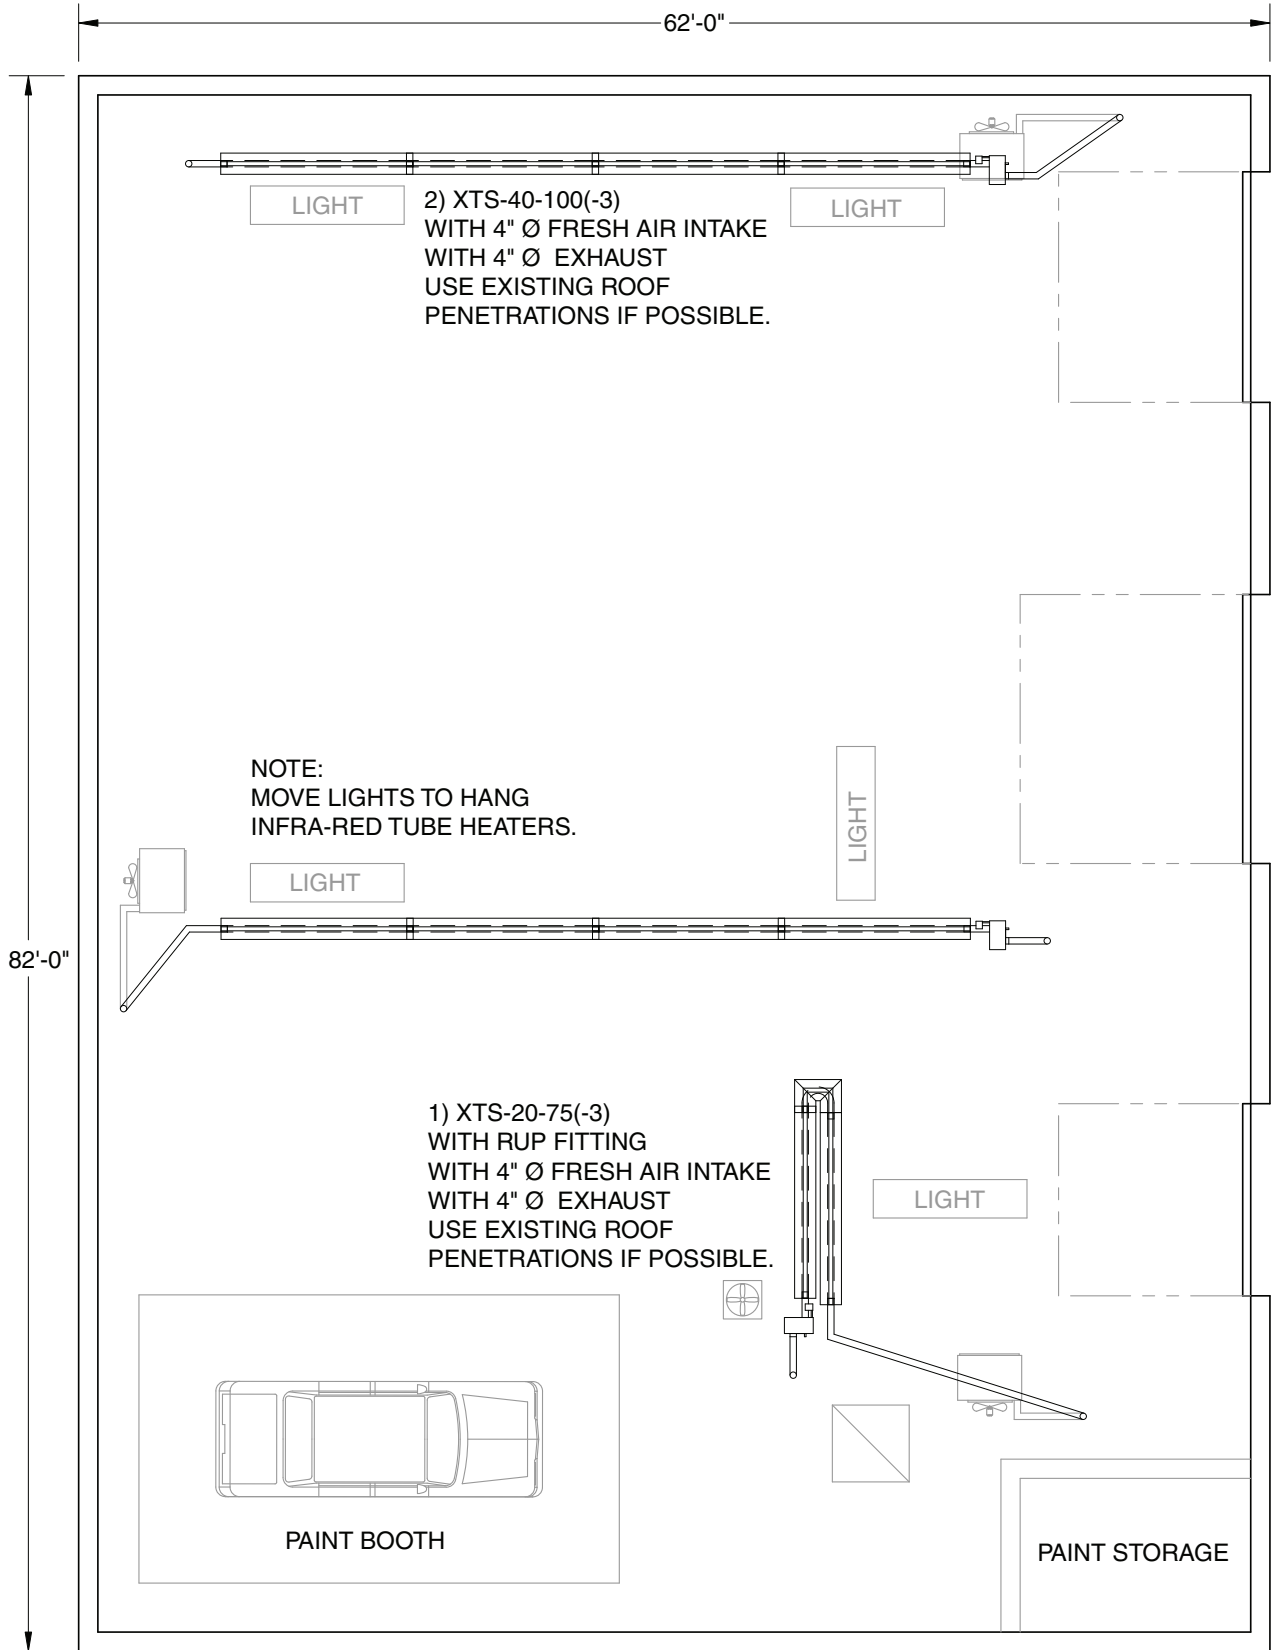 62'-0"
LIGHT
2) XTS-40-100(-3)
WITH 4" Ø FRESH AIR INTAKE
WITH 4" Ø EXHAUST
USE EXISTING ROOF
PENETRATIONS IF POSSIBLE.
LIGHT
NOTE:
MOVE LIGHTS TO HANG
INFRA-RED TUBE HEATERS.
LIGHT
LIGHT
82'-0"
1) XTS-20-75(-3)
WITH RUP FITTING
WITH 4" Ø FRESH AIR INTAKE
WITH 4" Ø EXHAUST
USE EXISTING ROOF
PENETRATIONS IF POSSIBLE.
LIGHT
PAINT BOOTH
PAINT STORAGE